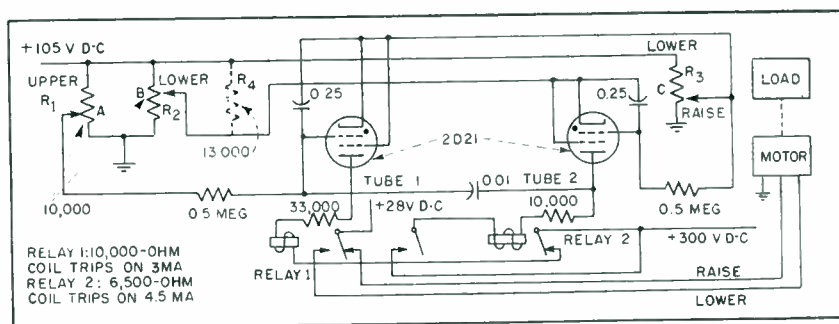 +105 V D-C
UPPER
R1
A
B
LOWER
R2
R4
13,000
0.25
2D21
0.25
LOWER
R3
C
RAISE
LOAD
MOTOR
10,000
0.5 MEG
33,000
TUBE 1
+28V D-C
0.01
TUBE 2
10,000
0.5 MEG
RELAY 1
RELAY 2
+300 V D-C
RAISE
LOWER
RELAY 1:10,000-OHM
COIL TRIPS ON 3MA
RELAY 2: 6,500-OHM
COIL TRIPS ON 4.5 MA